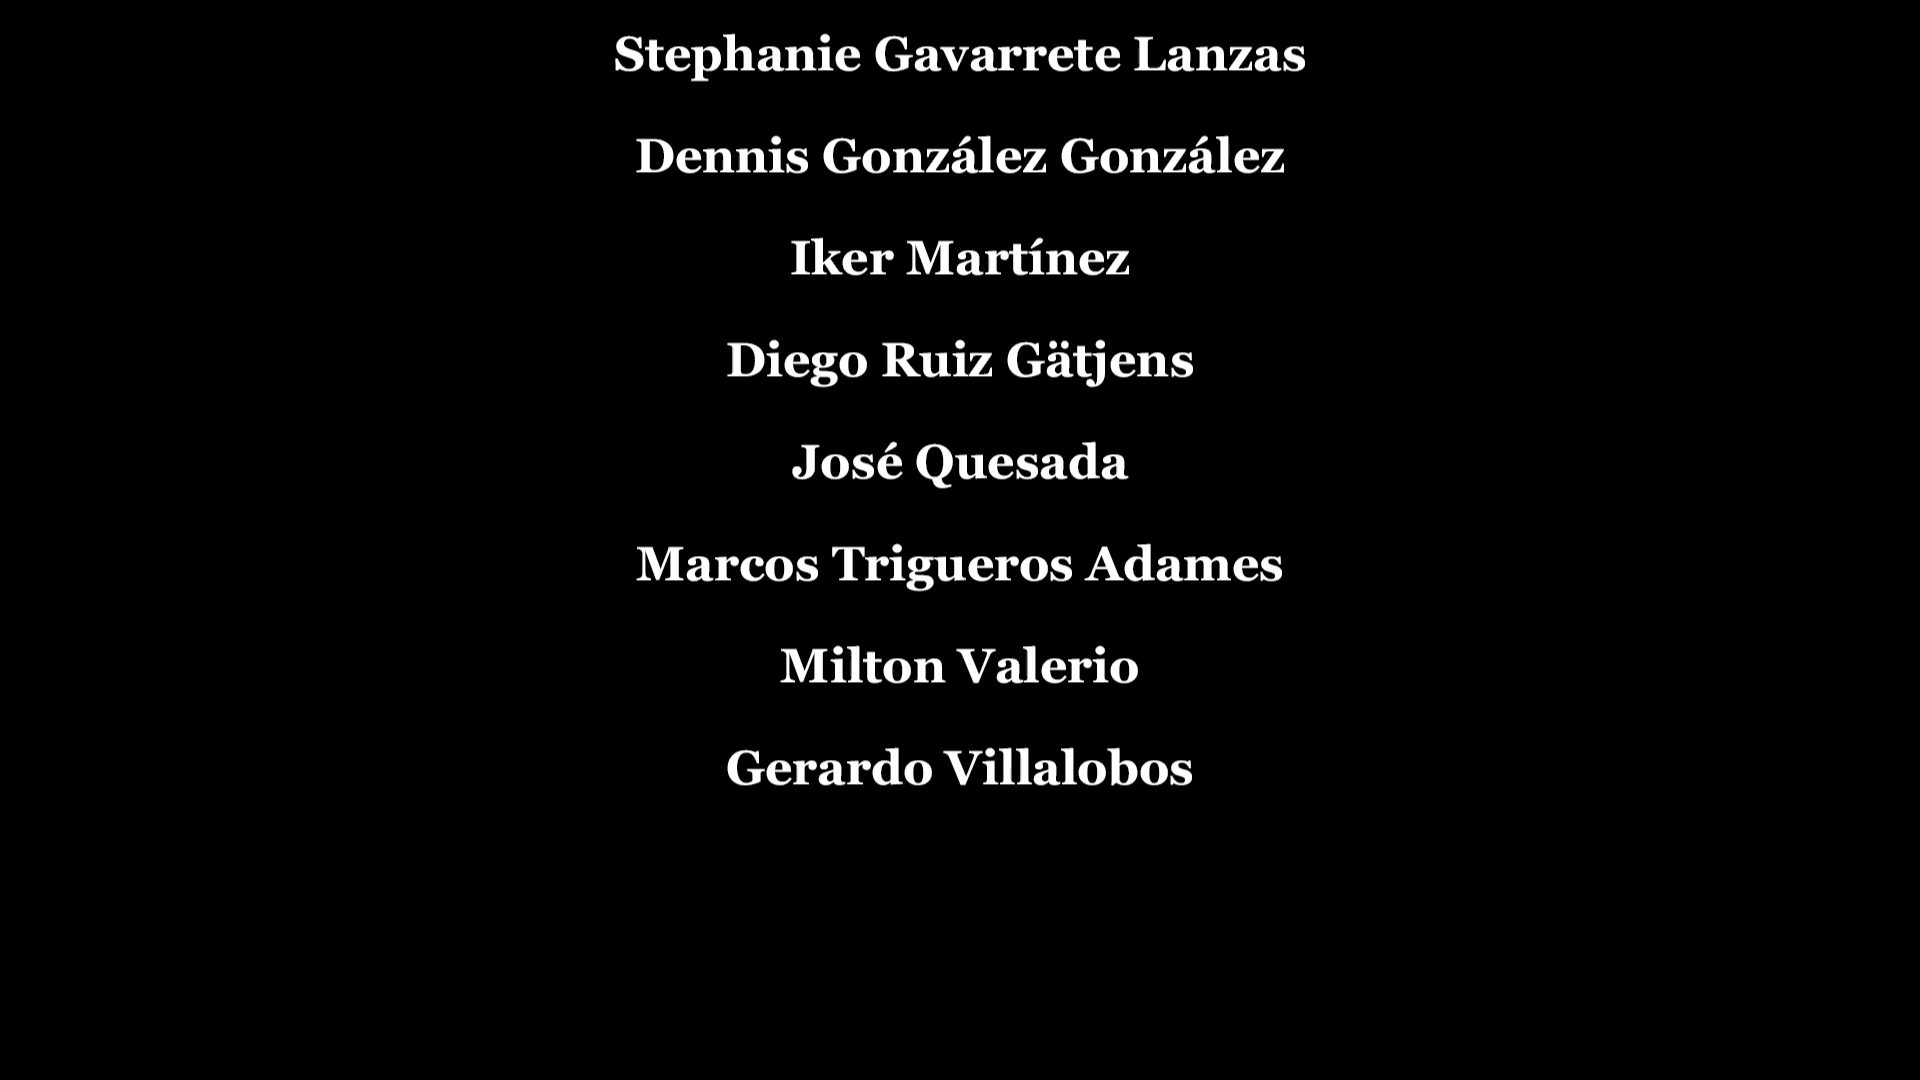 Stephanie Gavarrete Lanzas
Dennis González González
Iker Martínez
Diego Ruiz Gätjens
José Quesada
Marcos Trigueros Adames
Milton Valerio
Gerardo Villalobos